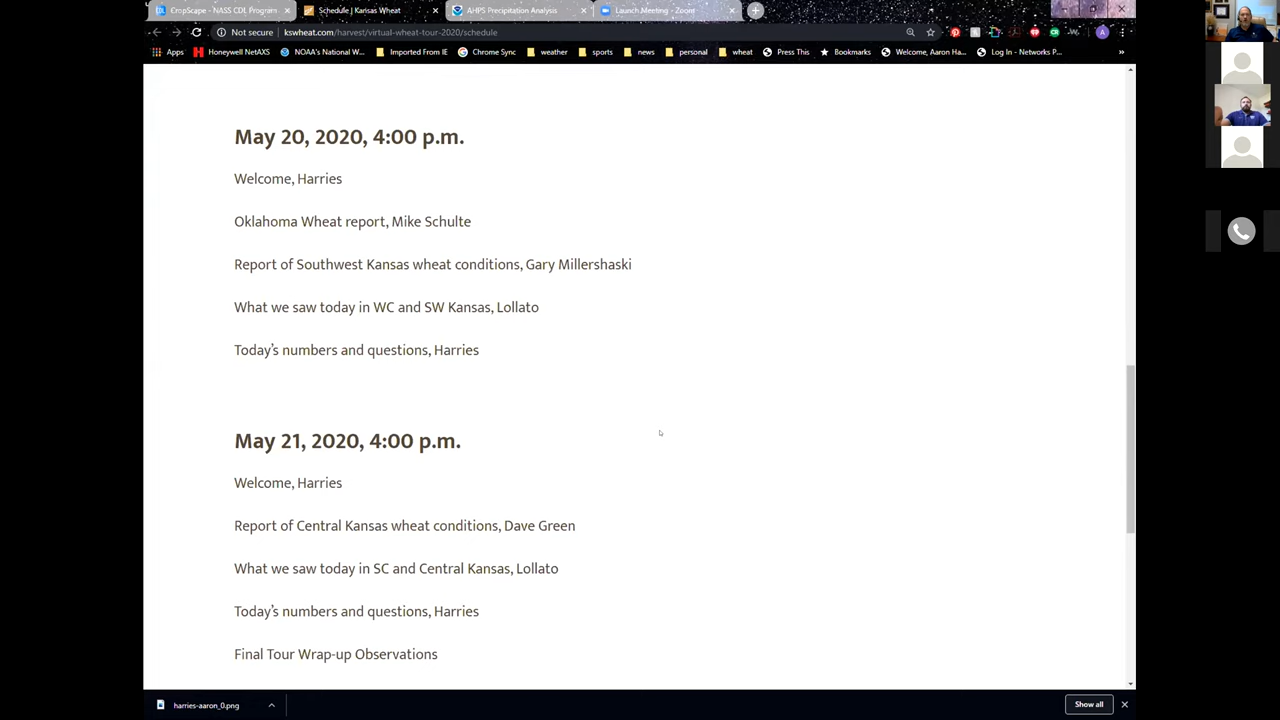 CropScape - NASS CDL Program
Schedule | Kansas Wheat
AHPS Precipitation Analysis
Launch Meeting - Zoom
Not secure
kswheat.com/harvest/virtual-wheat-tour-2020/schedule
Apps
Honeywell NetAXS
NOAA's National W...
Imported From IE
Chrome Sync
weather
sports
news
personal
wheat
Press This
Bookmarks
Welcome, Aaron Ha...
Log In - Networks P...
May 20, 2020, 4:00 p.m.
Welcome, Harries
Oklahoma Wheat report, Mike Schulte
Report of Southwest Kansas wheat conditions, Gary Millershaski
What we saw today in WC and SW Kansas, Lollato
Today's numbers and questions, Harries
May 21, 2020, 4:00 p.m.
Welcome, Harries
Report of Central Kansas wheat conditions, Dave Green
What we saw today in SC and Central Kansas, Lollato
Today's numbers and questions, Harries
Final Tour Wrap-up Observations
harries-aaron_0.png
Show all